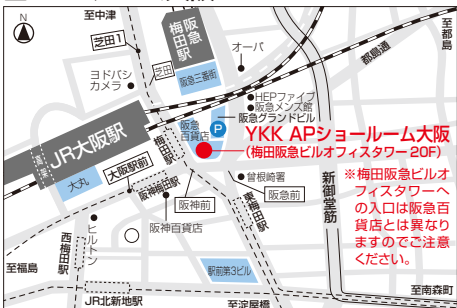 至中津
N
芝田1
阪急
梅田駅
オーパ
至都島
都島通
ヨドバシ
カメラ
芝田
阪急三番街
HEPファイブ
阪急メンズ館
阪急グランドビル
阪急
百貨店
P
YKK APショールーム大阪
(梅田阪急ビルオフィスタワー20F)
JR大阪駅
梅田駅
大丸
大阪駅前
阪神梅田駅
阪神前
曽根崎署
阪急前
新御堂筋
※梅田阪急ビルオ
フィスタワーへ
の入口は阪急百
貨店とは異なり
ますのでご注意
ください。
東梅田駅
ヒルトン
阪神百貨店
西梅田駅
至福島
駅前第3ビル
JR北新地駅
至淀屋橋
至南森町